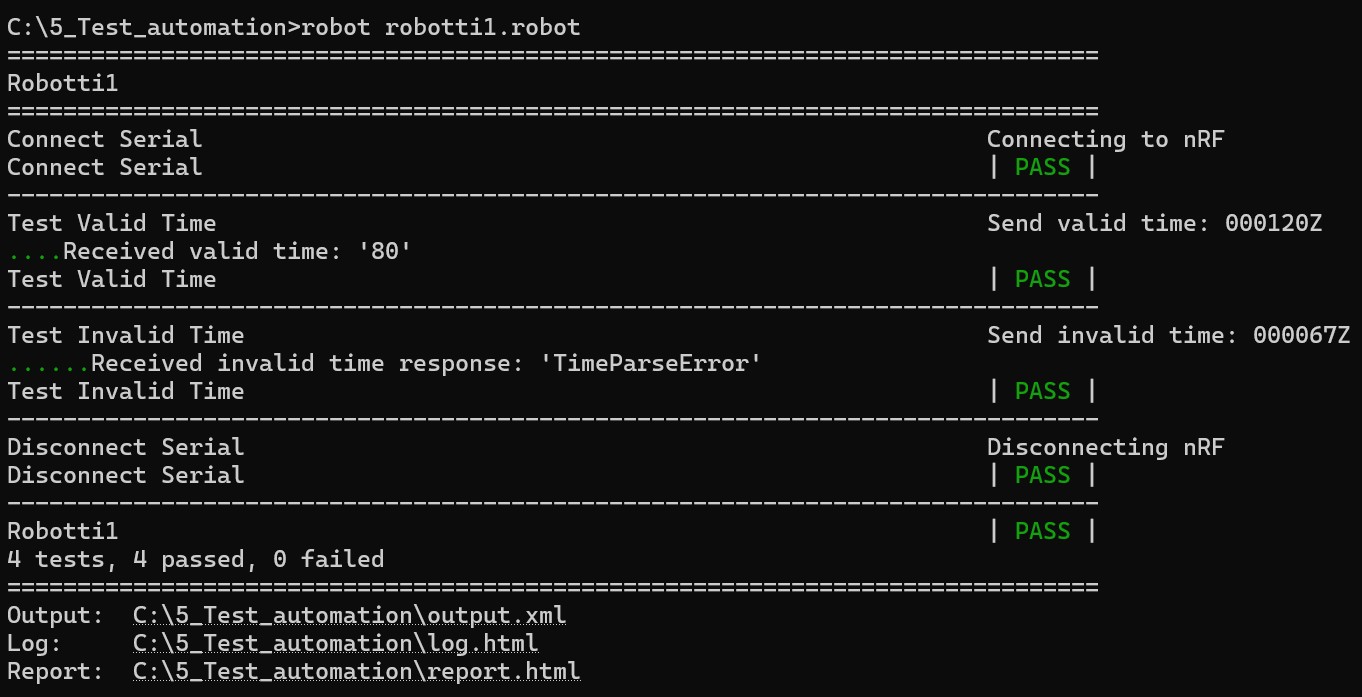 C:\5_Test_automation>robot robotti1.robot
==============================================================================
Robotti1
==============================================================================
Connect Serial                                                        Connecting to nRF
Connect Serial                                                        | PASS |
------------------------------------------------------------------------------
Test Valid Time                                                       Send valid time: 000120Z
....Received valid time: '80'
Test Valid Time                                                       | PASS |
------------------------------------------------------------------------------
Test Invalid Time                                                     Send invalid time: 000067Z
......Received invalid time response: 'TimeParseError'
Test Invalid Time                                                     | PASS |
------------------------------------------------------------------------------
Disconnect Serial                                                     Disconnecting nRF
Disconnect Serial                                                     | PASS |
------------------------------------------------------------------------------
Robotti1                                                              | PASS |
4 tests, 4 passed, 0 failed
==============================================================================
Output:  C:\5_Test_automation\output.xml
Log:     C:\5_Test_automation\log.html
Report:  C:\5_Test_automation\report.html